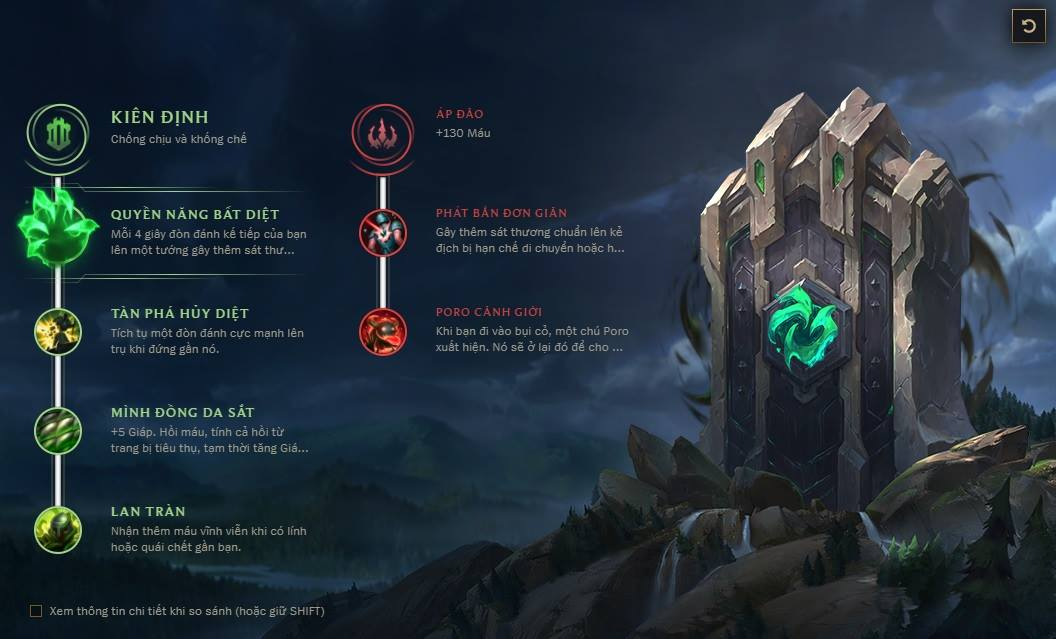 KIÊN ĐỊNH
Chống chịu và khống chế
QUYỀN NĂNG BẤT DIỆT
Mỗi 4 giây đòn đánh kế tiếp của bạn
lên một tướng gây thêm sát thư...
TÀN PHÁ HỦY DIỆT
Tích tụ một đòn đánh cực mạnh lên
trụ khi đứng gần nó.
MÌNH ĐỒNG DA SẮT
+5 Giáp. Hồi máu, tính cả hồi từ
trang bị tiêu thụ, tạm thời tăng Giá...
LAN TRÀN
Nhận thêm máu vĩnh viễn khi có lính
hoặc quái chết gần bạn.
ÁP ĐẢO
+130 Máu
PHÁT BẮN ĐƠN GIẢN
Gây thêm sát thương chuẩn lên kẻ
địch bị hạn chế di chuyển hoặc h...
PORO CẢNH GIỚI
Khi bạn đi vào bụi cỏ, một chú Poro
xuất hiện. Nó sẽ ở lại đó để cho ...
Xem thông tin chi tiết khi so sánh (hoặc giữ SHIFT)